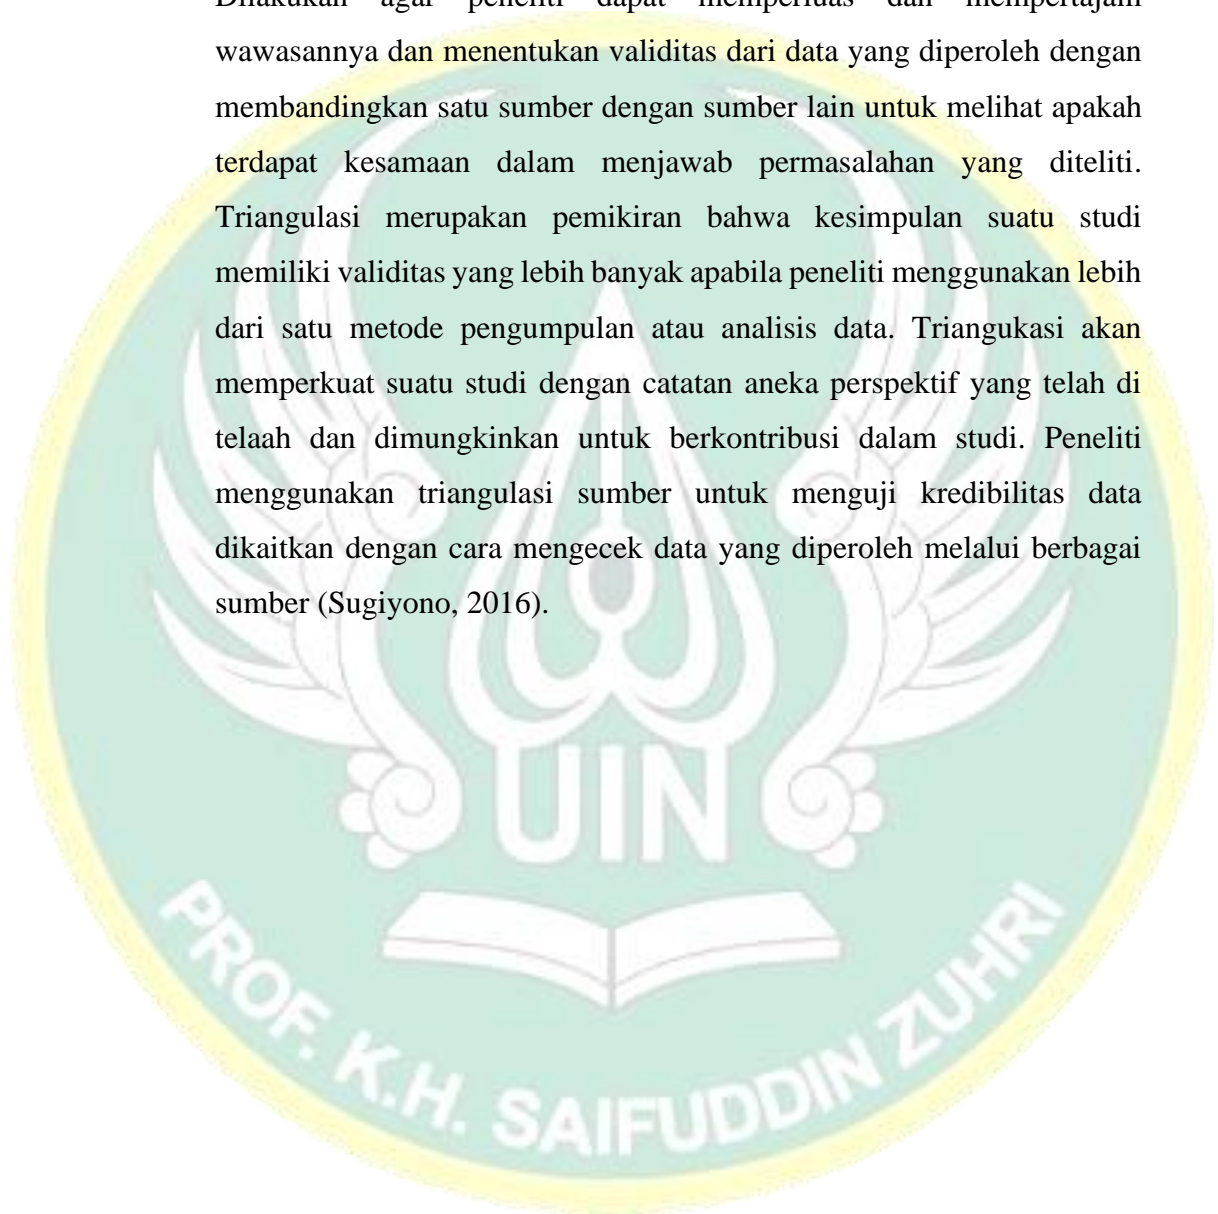 Dilakukan agar peneliti dapat memperluas dan mempertajam
wawasannya dan menentukan validitas dari data yang diperoleh dengan
membandingkan satu sumber dengan sumber lain untuk melihat apakah
terdapat kesamaan dalam menjawab permasalahan yang diteliti.
Triangulasi merupakan pemikiran bahwa kesimpulan suatu studi
memiliki validitas yang lebih banyak apabila peneliti menggunakan lebih
dari satu metode pengumpulan atau analisis data. Triangukasi akan
memperkuat suatu studi dengan catatan aneka perspektif yang telah di
telaah dan dimungkinkan untuk berkontribusi dalam studi. Peneliti
menggunakan triangulasi sumber untuk menguji kredibilitas data
dikaitkan dengan cara mengecek data yang diperoleh melalui berbagai
sumber (Sugiyono, 2016).
UIN
PROF. K.H. SAIFUDDIN ZUHRI